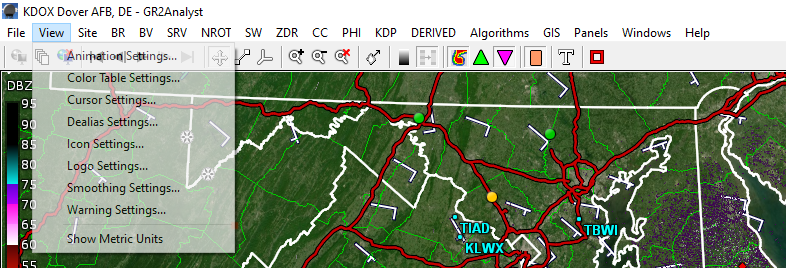 KDOX Dover AFB, DE - GR2Analyst
File View Site BR BV SRV NROT SW ZDR CC PHI KDP DERIVED Algorithms GIS Panels Windows Help
Animation Settings...
T
Color Table Settings...
DBZ
Cursor Settings...
95
Dealias Settings...
90
Icon Settings...
85
Logo Settings...
80
Smoothing Settings...
75
70
Warning Settings...
65
TIAD
TBWI
Show Metric Units
60
KLWX
55